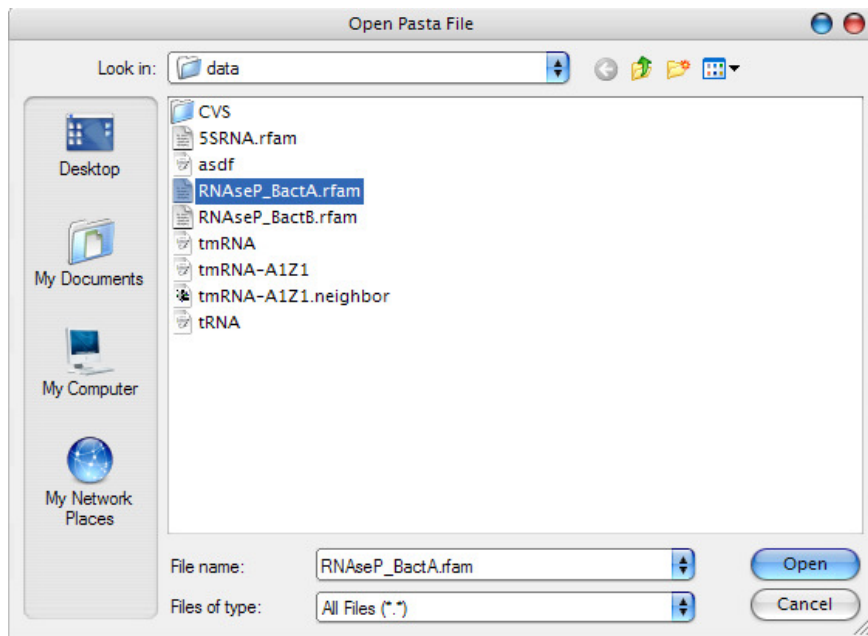 Open Pasta File
Look in:
data
Desktop
My Documents
My Computer
My Network
Places
CVS
5SRNA.rfam
asdf
RNAseP_BactA.rfam
RNAseP_BactB.rfam
tmRNA
tmRNA-A1Z1
tmRNA-A1Z1.neighbor
tRNA
File name:
RNAseP_BactA.rfam
Open
Files of type:
All Files (*.*)
Cancel